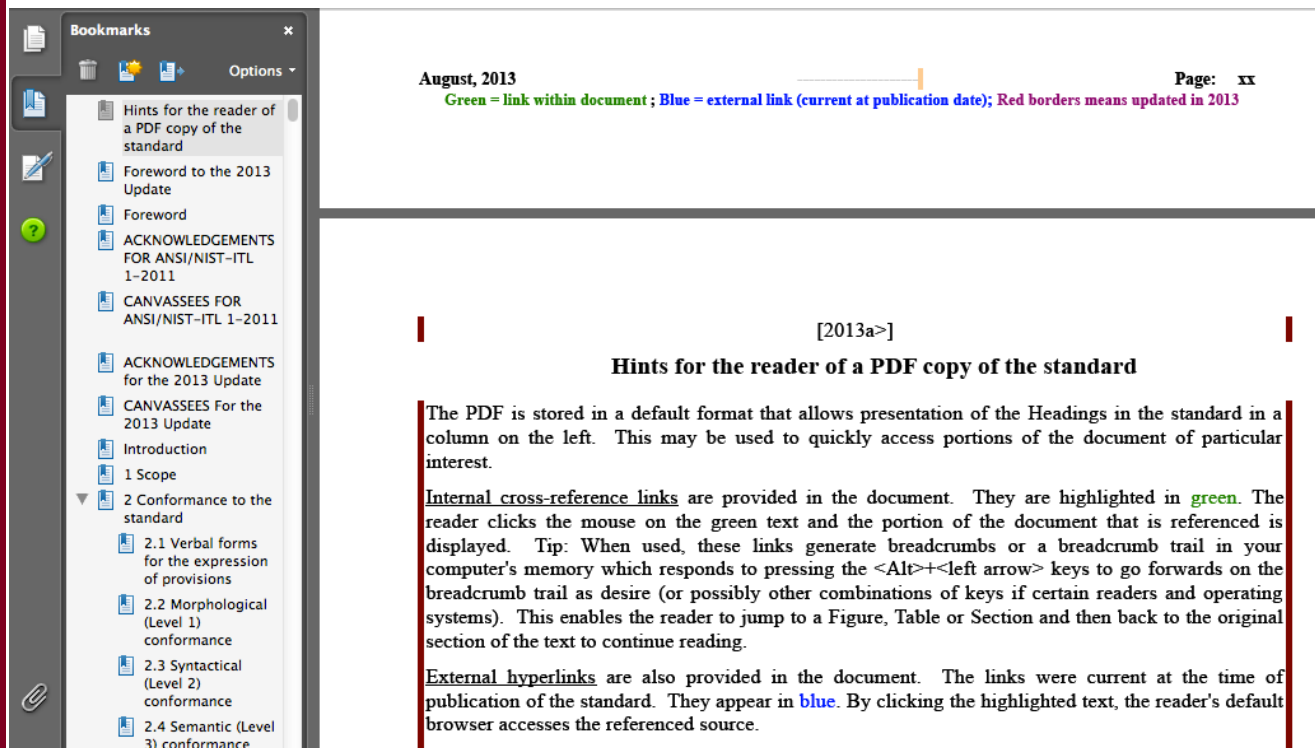 Bookmarks
Options
Hints for the reader of
a PDF copy of the
standard
Foreword to the 2013
Update
Foreword
ACKNOWLEDGEMENTS
FOR ANSI/NIST-ITL
1-2011
CANVASSEES FOR
ANSI/NIST-ITL 1-2011
ACKNOWLEDGEMENTS
for the 2013 Update
CANVASSEES For the
2013 Update
Introduction
1 Scope
2 Conformance to the
standard
2.1 Verbal forms
for the expression
of provisions
2.2 Morphological
(Level 1)
conformance
2.3 Syntactical
(Level 2)
conformance
2.4 Semantic (Level
3) conformance
August, 2013 Page: xx
Green = link within document ; Blue = external link (current at publication date); Red borders means updated in 2013
[2013a>]
Hints for the reader of a PDF copy of the standard
The PDF is stored in a default format that allows presentation of the Headings in the standard in a
column on the left. This may be used to quickly access portions of the document of particular
interest.
Internal cross-reference links are provided in the document. They are highlighted in green. The
reader clicks the mouse on the green text and the portion of the document that is referenced is
displayed. Tip: When used, these links generate breadcrumbs or a breadcrumb trail in your
computer's memory which responds to pressing the <Alt>+<left arrow> keys to go forwards on the
breadcrumb trail as desire (or possibly other combinations of keys if certain readers and operating
systems). This enables the reader to jump to a Figure, Table or Section and then back to the original
section of the text to continue reading.
External hyperlinks are also provided in the document. The links were current at the time of
publication of the standard. They appear in blue. By clicking the highlighted text, the reader's default
browser accesses the referenced source.